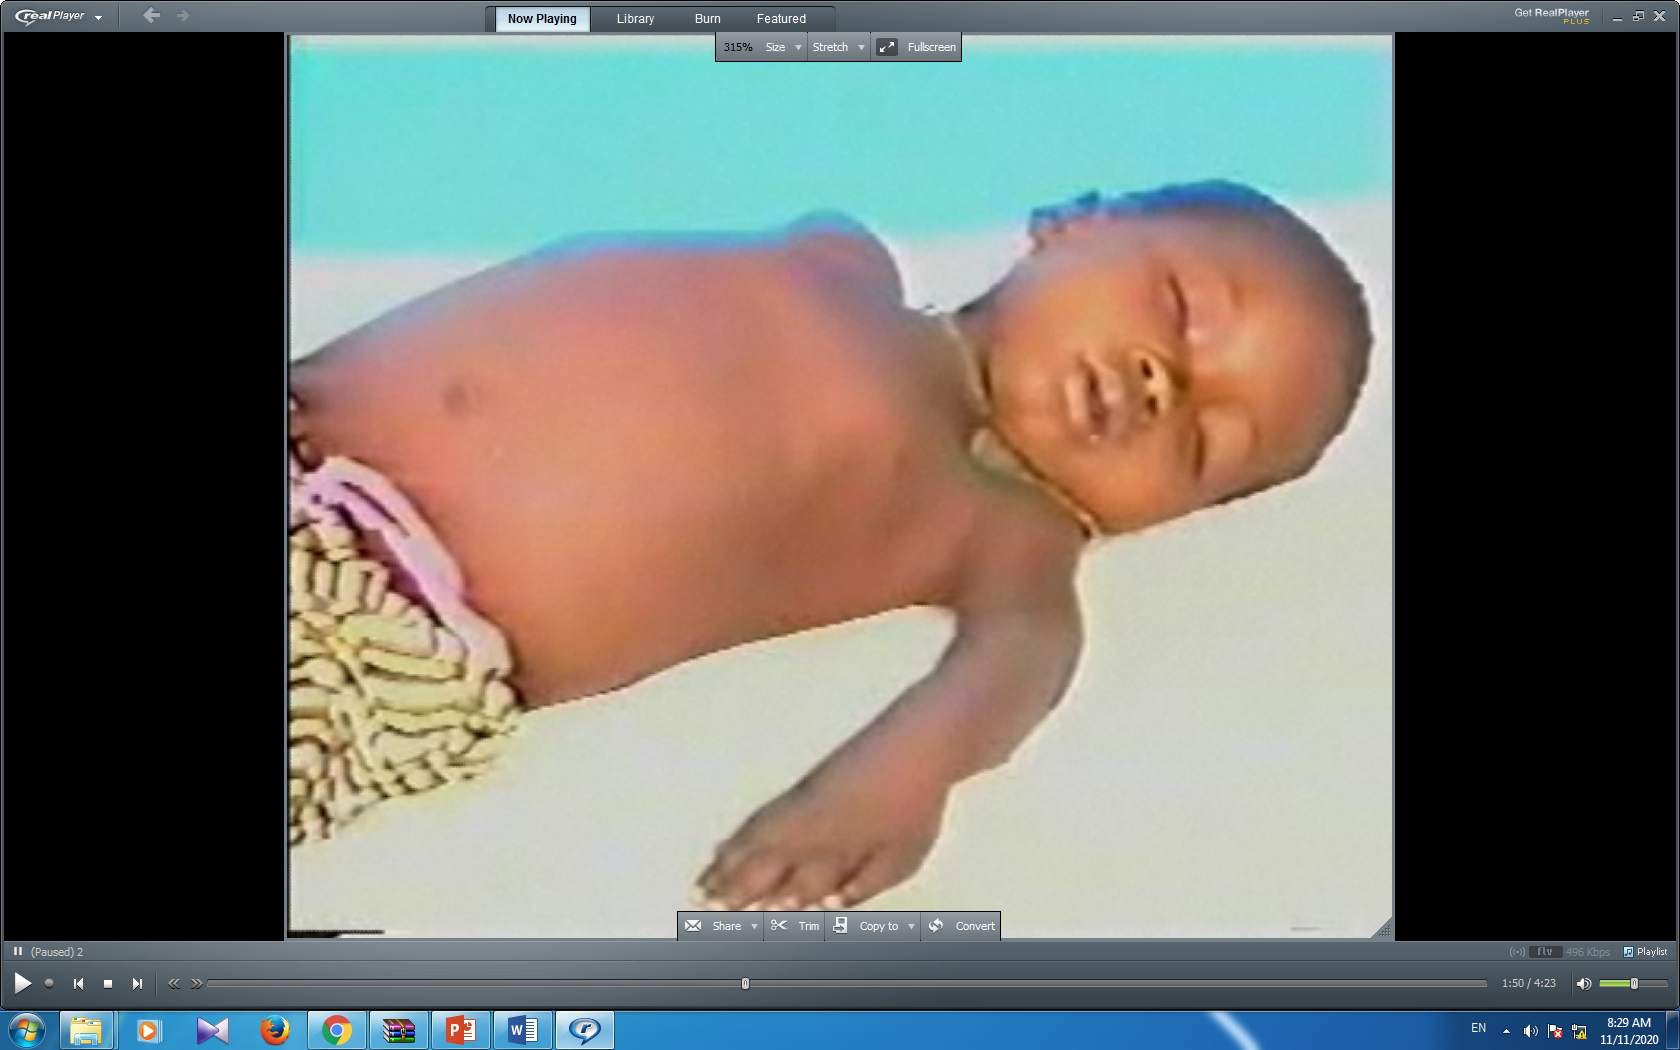 realPlayer
Now Playing Library Burn Featured
Get RealPlayer
PLUS
315% Size Stretch Fullscreen
Share Trim Copy to Convert
(Paused) 2
flv 496 Kbps Playlist
1:50 / 4:23
EN
8:29 AM
11/11/2020